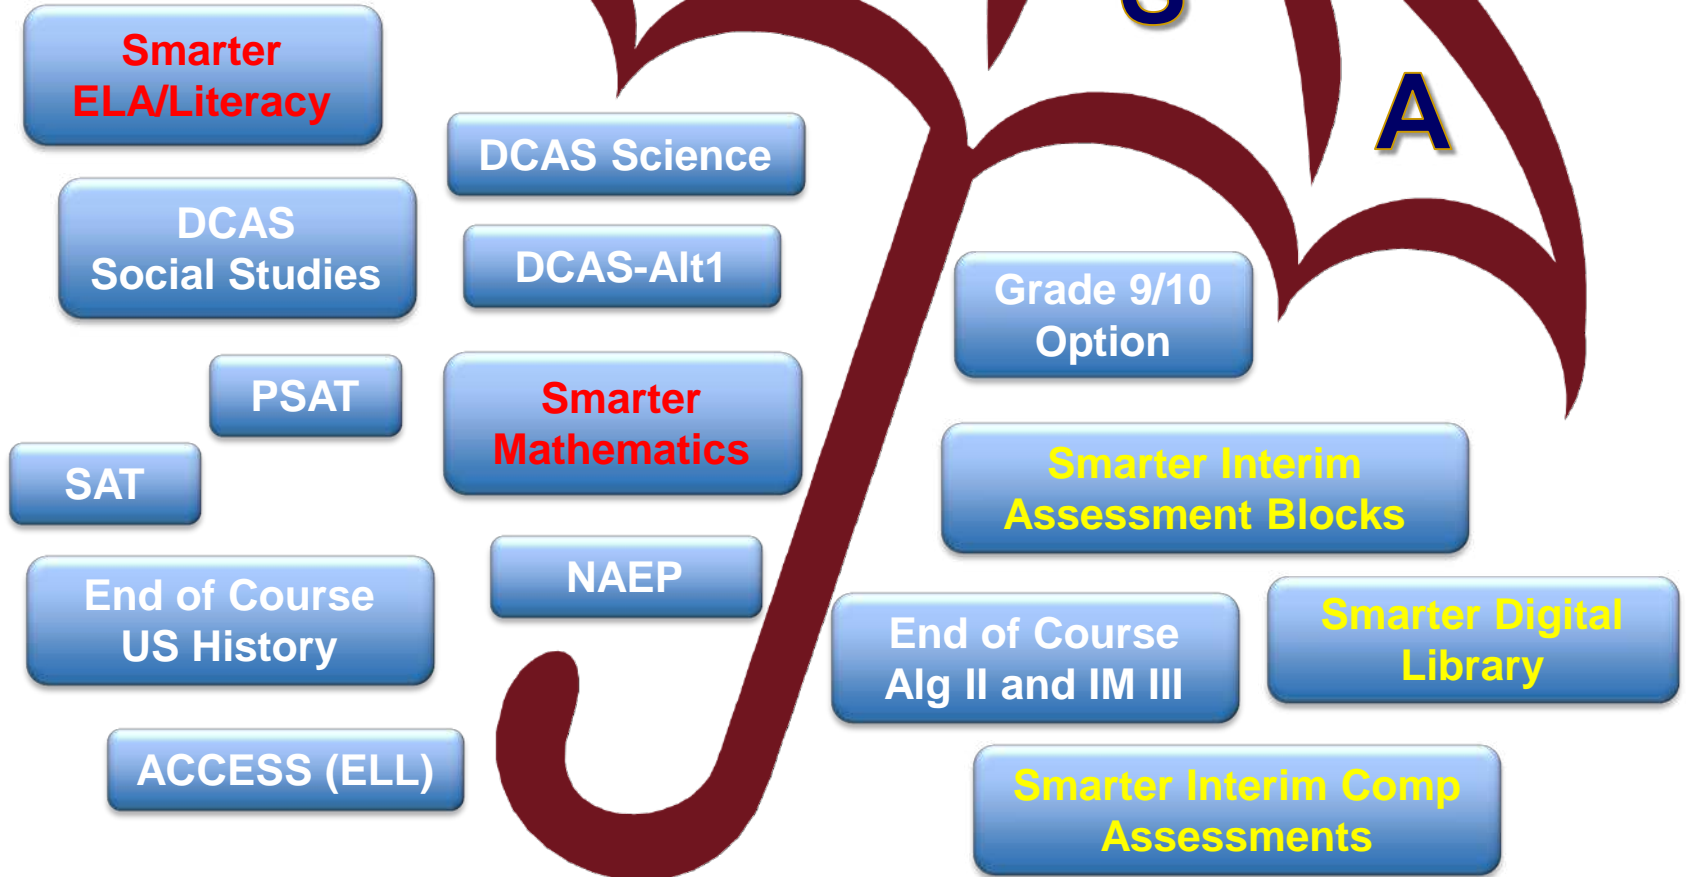 S
A
Smarter
ELA/Literacy
DCAS Science
DCAS
Social Studies
DCAS-Alt1
Grade 9/10
Option
PSAT
Smarter
Mathematics
SAT
Smarter Interim
Assessment Blocks
NAEP
End of Course
US History
End of Course
Alg II and IM III
Smarter Digital
Library
ACCESS (ELL)
Smarter Interim Comp
Assessments